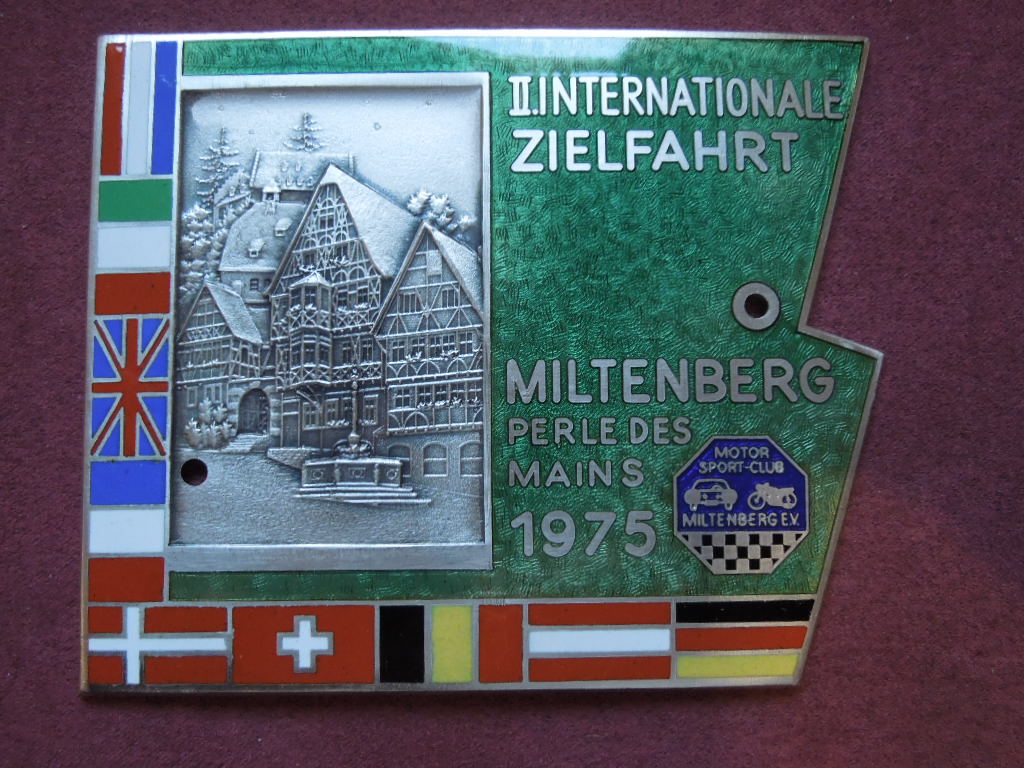 II.INTERNATIONALE
ZIELFAHRT
MILTENBERG
PERLE DES
MAINS
1975
MOTOR
SPORT-CLUB
MILTENBERG E.V.